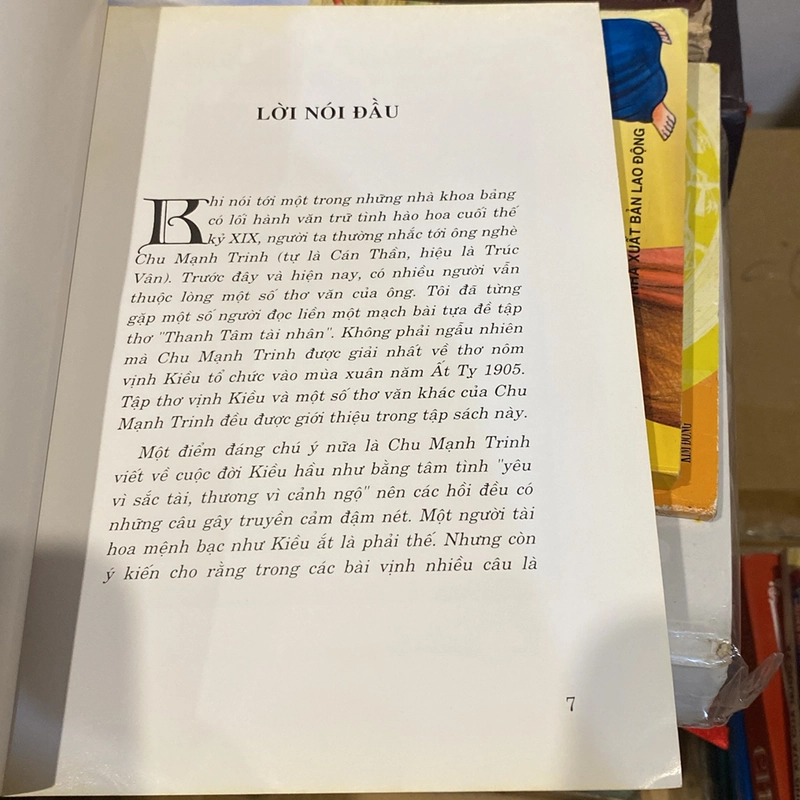 LỜI NÓI ĐẦU
Khi nói tới một trong những nhà khoa bảng
có lối hành văn trữ tình hào hoa cuối thế
kỷ XIX, người ta thường nhắc tới ông nghè
Chu Mạnh Trinh (tự là Cán Thần, hiệu là Trúc
Vân). Trước đây và hiện nay, có nhiều người vẫn
thuộc lòng một số thơ văn của ông. Tôi đã từng
gặp một số người đọc liền một mạch bài tựa đề tập
thơ "Thanh Tâm tài nhân". Không phải ngẫu nhiên
mà Chu Mạnh Trinh được giải nhất về thơ nôm
vịnh Kiều tổ chức vào mùa xuân năm Ất Tỵ 1905.
Tập thơ vịnh Kiều và một số thơ văn khác của Chu
Mạnh Trinh đều được giới thiệu trong tập sách này.
Một điểm đáng chú ý nữa là Chu Mạnh Trinh
viết về cuộc đời Kiều hầu như bằng tâm tình "yêu
vì sắc tài, thương vì cảnh ngộ" nên các hồi đều có
những câu gây truyền cảm đậm nét. Một người tài
hoa mệnh bạc như Kiều ắt là phải thế. Nhưng còn
ý kiến cho rằng trong các bài vịnh nhiều câu là
7
NHÀ XUẤT BẢN LAO ĐỘNG
KIM ĐỒNG